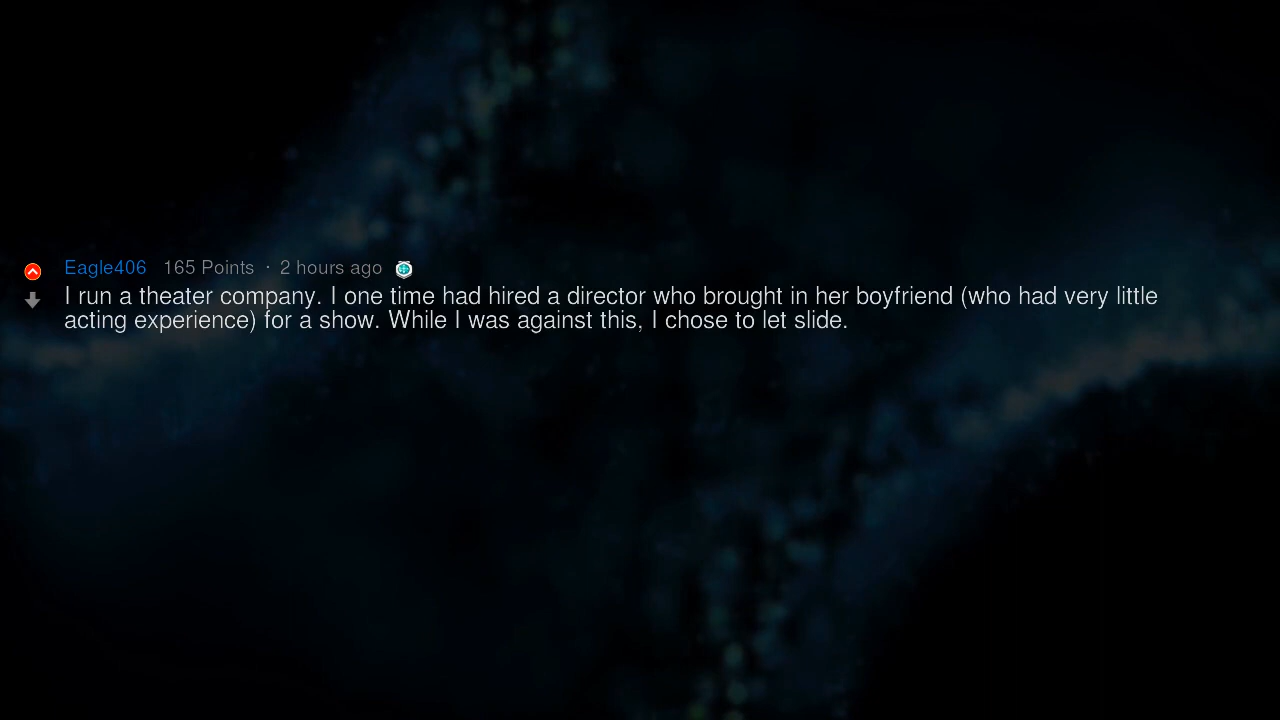 Eagle406 165 Points · 2 hours ago
I run a theater company. I one time had hired a director who brought in her boyfriend (who had very little
acting experience) for a show. While I was against this, I chose to let slide.